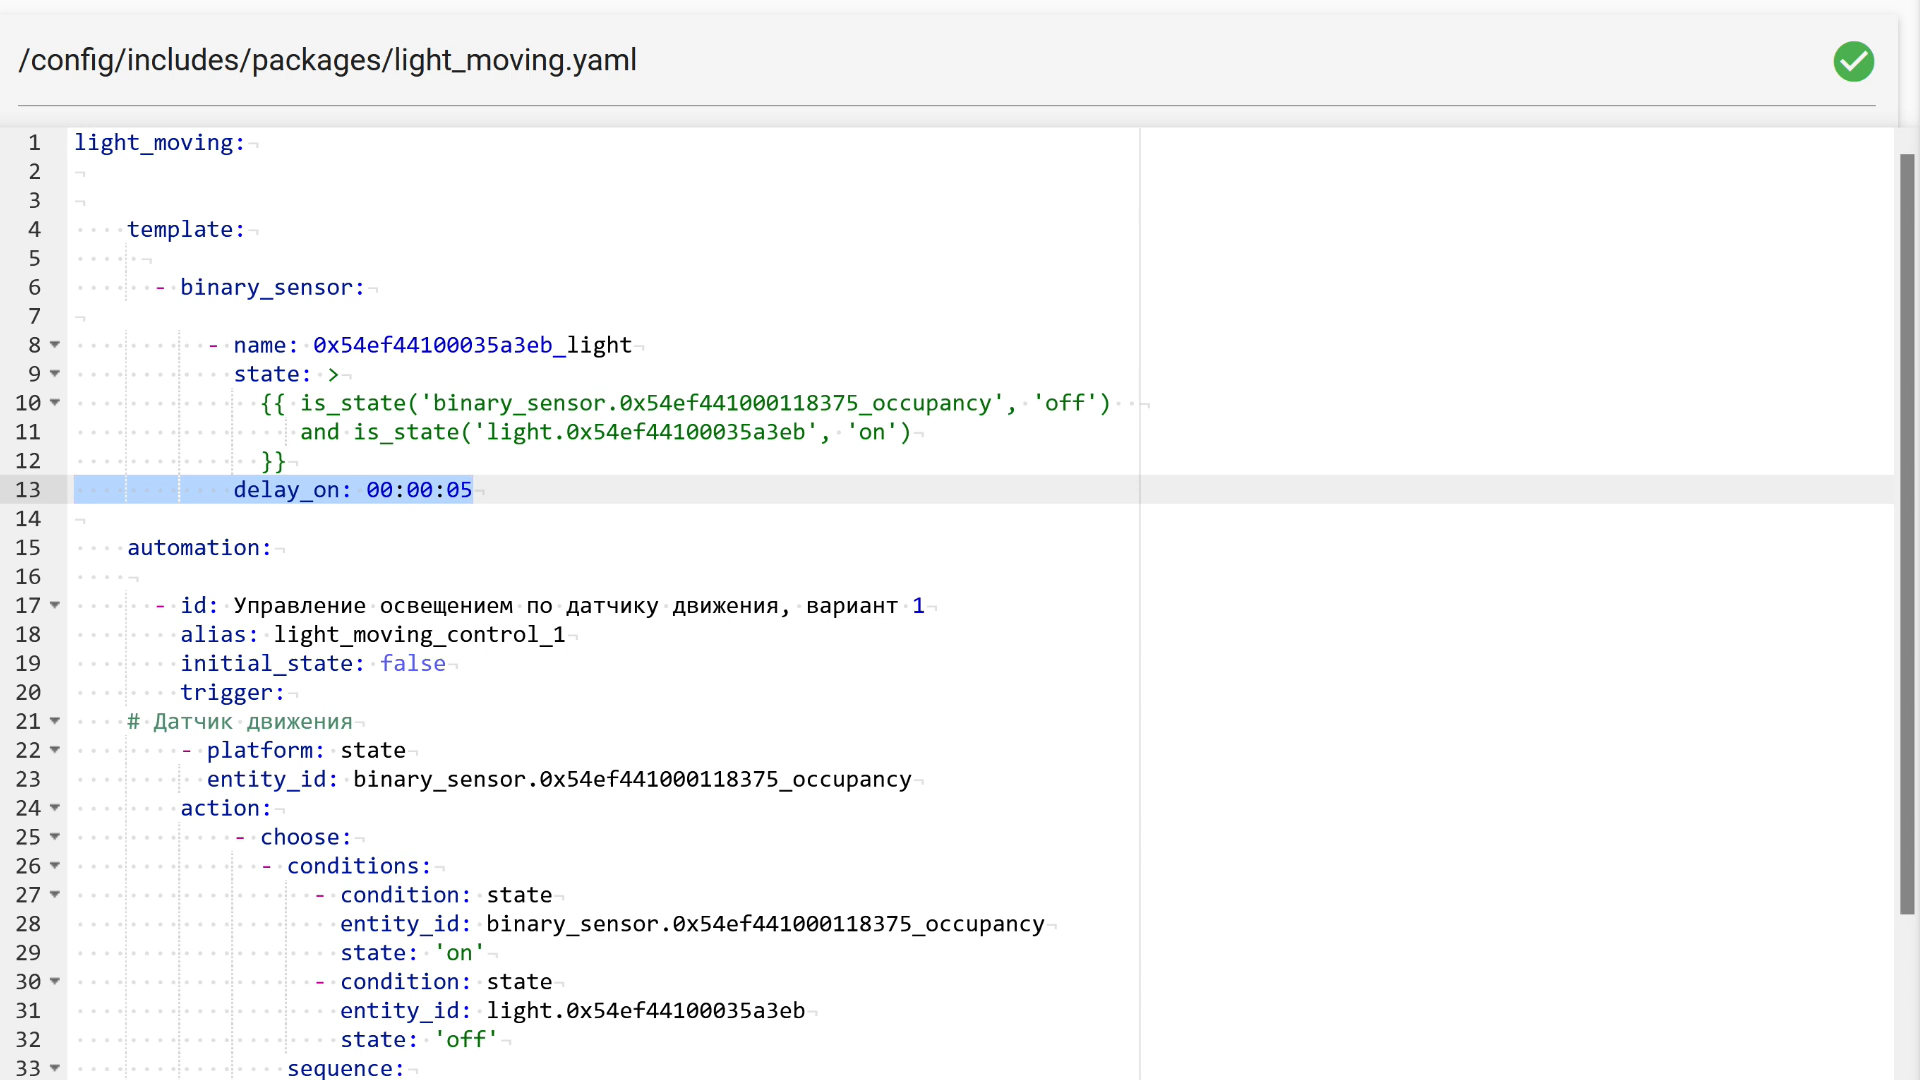 /config/includes/packages/light_moving.yaml
1 light_moving:
2
3
4 template:
5
6 - binary_sensor:
7
8 - name: 0x54ef44100035a3eb_light
9 state: >
10 {{ is_state('binary_sensor.0x54ef441000118375_occupancy', 'off')
11 and is_state('light.0x54ef44100035a3eb', 'on')
12 }}
13 delay_on: 00:00:05
14
15 automation:
16
17 - id: Управление освещением по датчику движения, вариант 1
18 alias: light_moving_control_1
19 initial_state: false
20 trigger:
21 # Датчик движения
22 - platform: state
23 entity_id: binary_sensor.0x54ef441000118375_occupancy
24 action:
25 - choose:
26 - conditions:
27 - condition: state
28 entity_id: binary_sensor.0x54ef441000118375_occupancy
29 state: 'on'
30 - condition: state
31 entity_id: light.0x54ef44100035a3eb
32 state: 'off'
33 sequence: